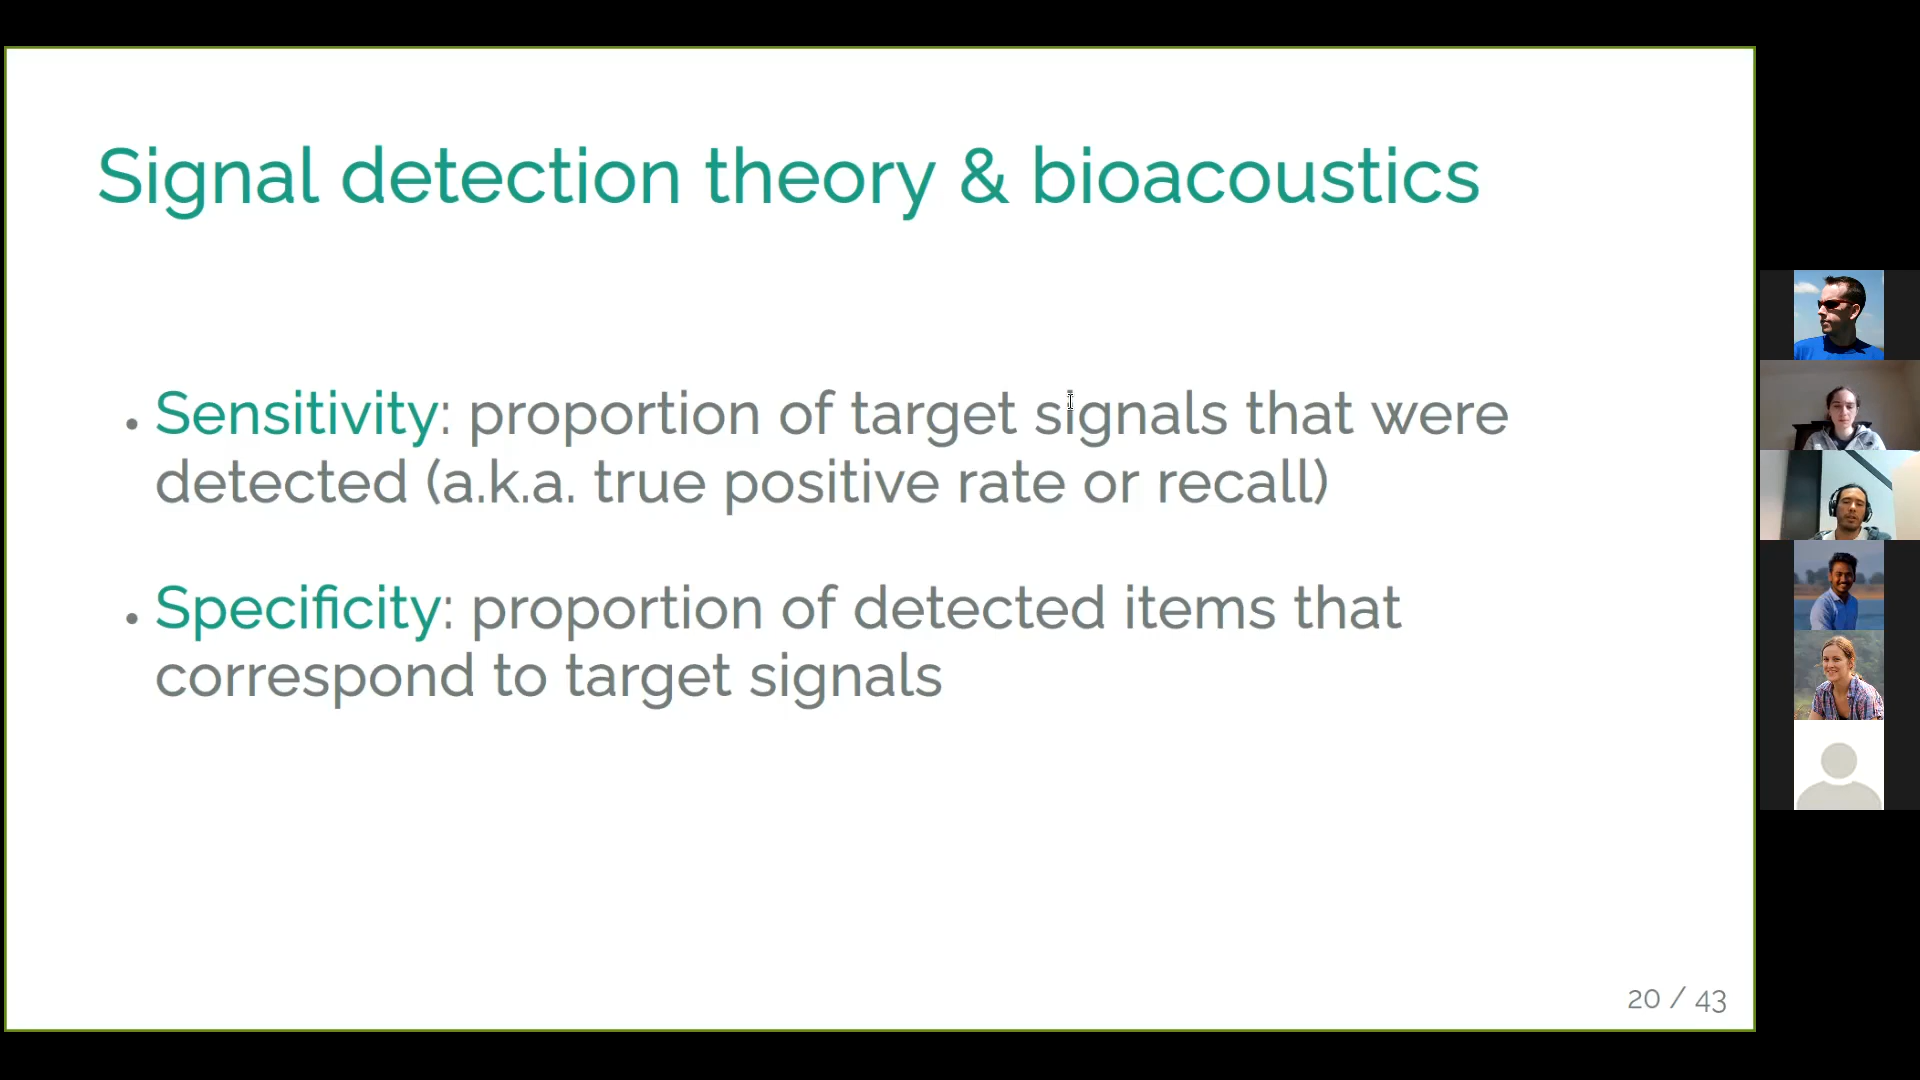 Signal detection theory & bioacoustics
• Sensitivity: proportion of target signals that were
detected (a.k.a. true positive rate or recall)
• Specificity: proportion of detected items that
correspond to target signals
20 / 43